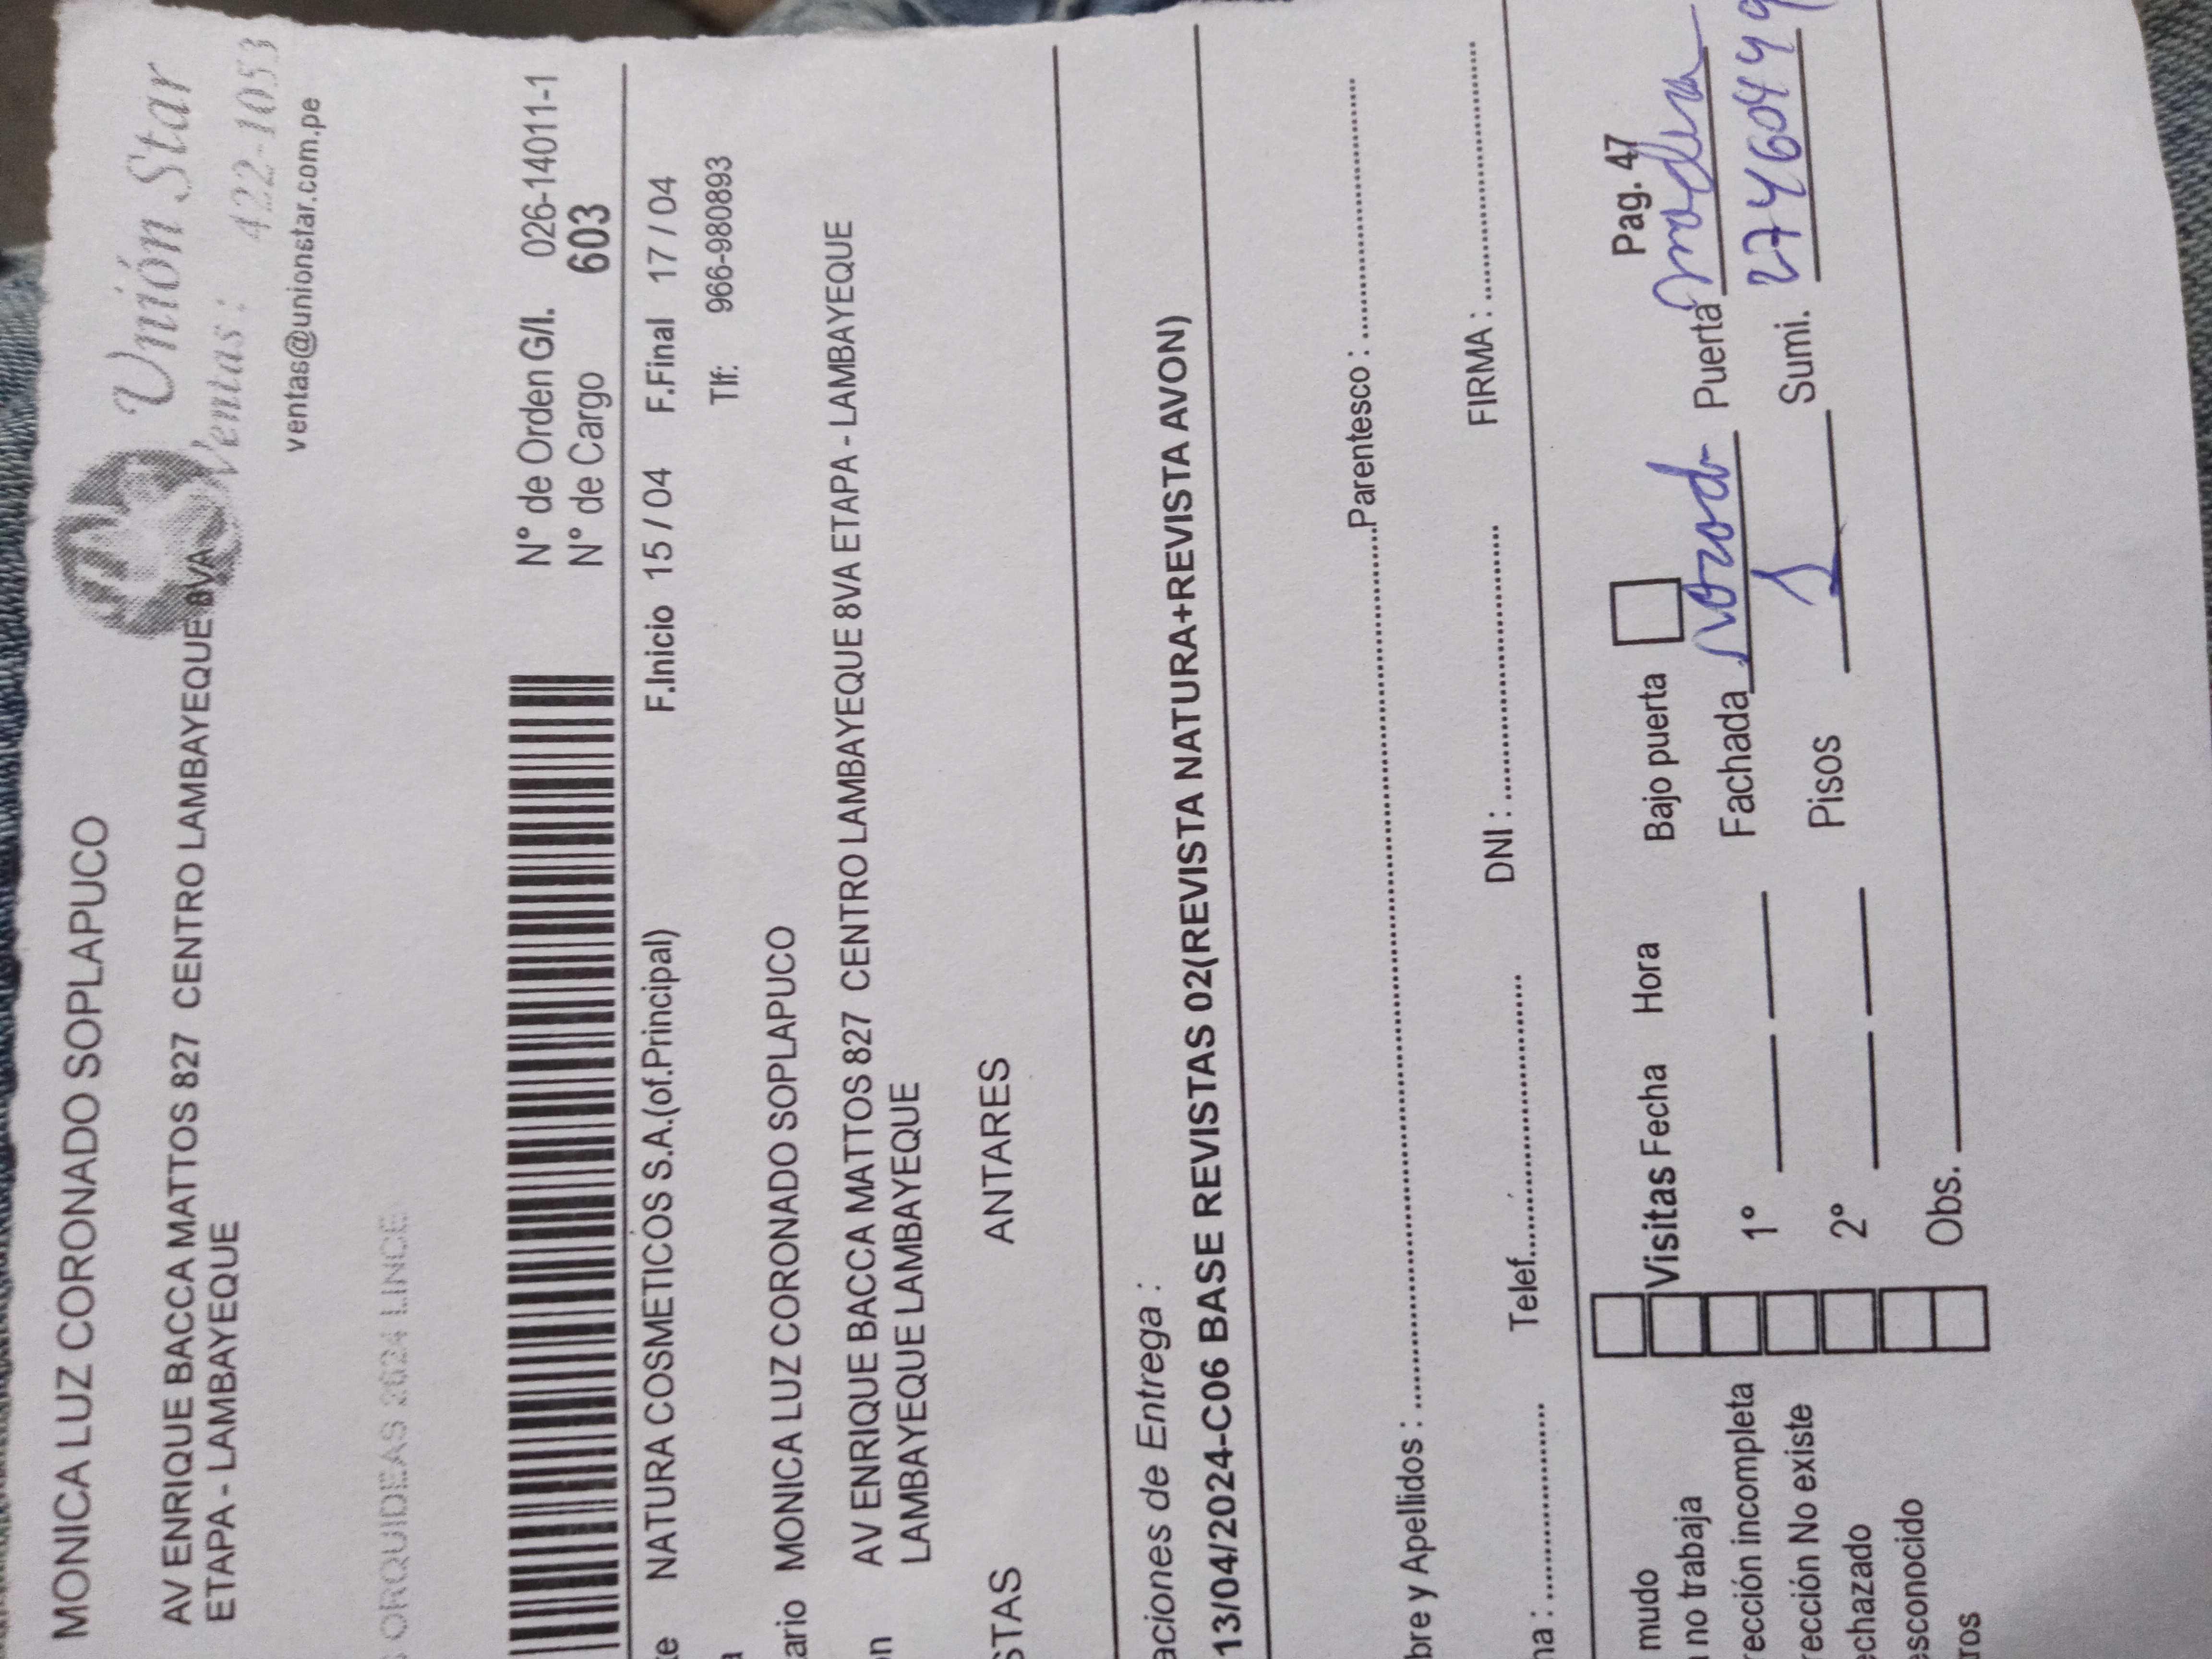 MONICA LUZ CORONADO SOPLAPUCO
Unión Star
Ventas: 422-1053
ventas@unionstar.com.pe
AV ENRIQUE BACCA MATTOS 827 CENTRO LAMBAYEQUE 8VA
ETAPA - LAMBAYEQUE
ORQUIDEAS 2024 LINCE
N° de Orden G/I. 026-14011-1
N° de Cargo 603
F.Inicio 15 / 04 F.Final 17 / 04
NATURA COSMETICOS S.A.(of.Principal)
Tlf: 966-980893
ario MONICA LUZ CORONADO SOPLAPUCO
AV ENRIQUE BACCA MATTOS 827 CENTRO LAMBAYEQUE 8VA ETAPA - LAMBAYEQUE
LAMBAYEQUE LAMBAYEQUE
STAS ANTARES
aciones de Entrega :
13/04/2024-C06 BASE REVISTAS 02(REVISTA NATURA+REVISTA AVON)
bre y Apellidos : Parentesco :
na : Telef. DNI : FIRMA :
Pag. 47
mudo Visitas Fecha Hora Bajo puerta
no trabaja
rección incompleta 1° Fachada Puerta
rección No existe
echazado 2° Pisos 1 Sumi.
esconocido
ros Obs.